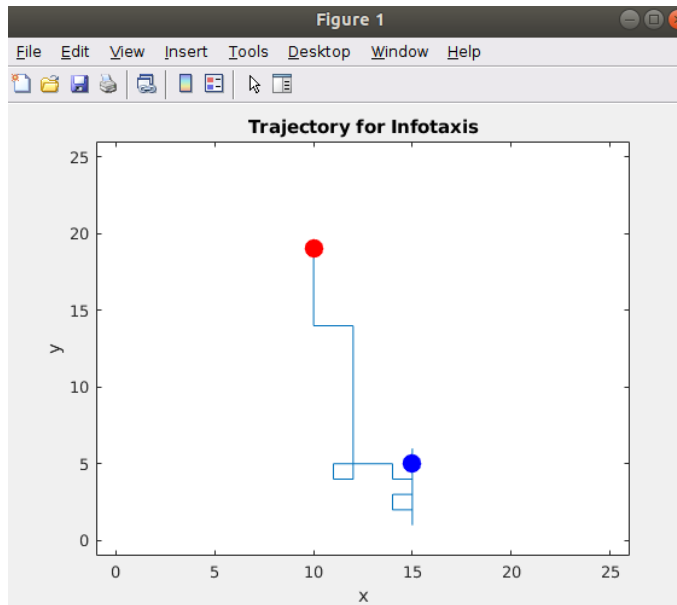 Figure 1
File Edit View Insert Tools Desktop Window Help
Trajectory for Infotaxis
25
20
15
10
5
0
y
0 5 10 15 20 25
x